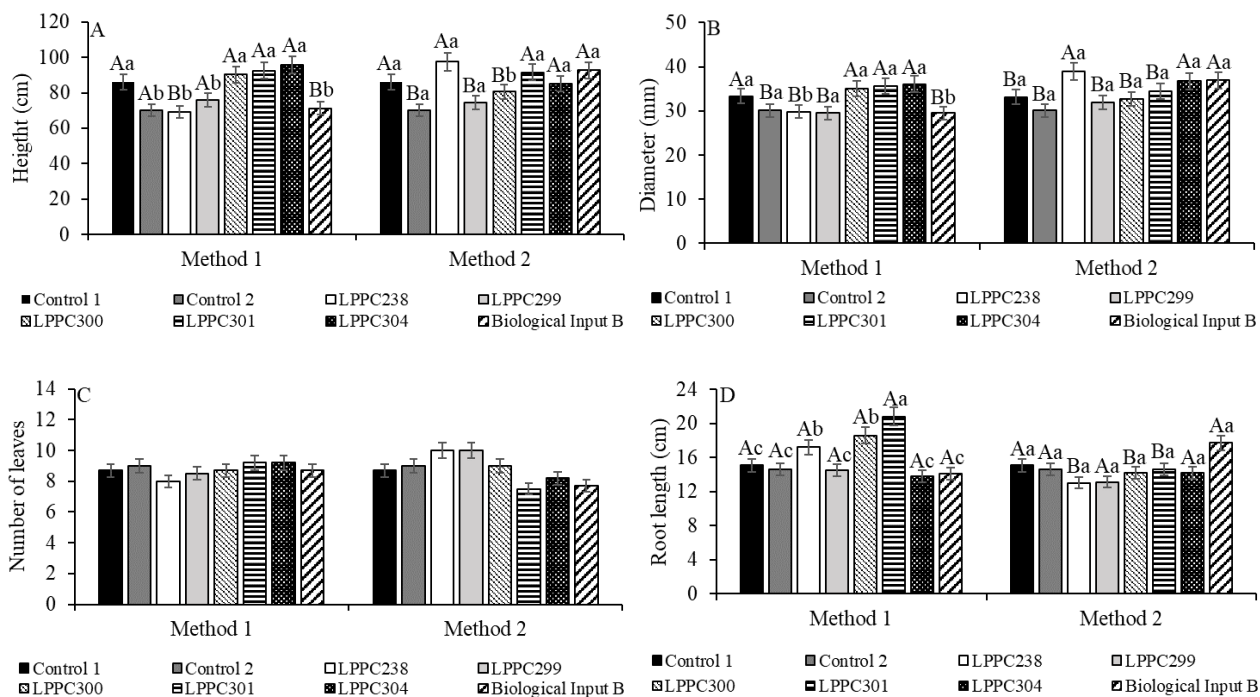 A
Heigtht (cm)
120
100
80
60
40
20
0
Aa Ab Bb Ab Aa Aa Aa Bb
Aa Ba Aa Ba Bb Aa Aa Aa
Method 1 Method 2
Control 1 Control 2 LPPC238 LPPC299
LPPC300 LPPC301 LPPC304 Biological Input B
B
Diameter (mm)
50
40
30
20
10
0
Aa Ba Bb Ba Aa Aa Aa Bb
Ba Ba Aa Ba Ba Ba Aa Aa
Method 1 Method 2
Control 1 Control 2 LPPC238 LPPC299
LPPC300 LPPC301 LPPC304 Biological Input B
C
Number of leaves
14
12
10
8
6
4
2
0
Method 1 Method 2
Control 1 Control 2 LPPC238 LPPC299
LPPC300 LPPC301 LPPC304 Biological Input B
D
Root length (cm)
24
20
16
12
8
4
0
Ac Ac Ab Ac Ab Aa Ac Ac
Aa Aa Ba Aa Ba Ba Aa Aa
Method 1 Method 2
Control 1 Control 2 LPPC238 LPPC299
LPPC300 LPPC301 LPPC304 Biological Input B